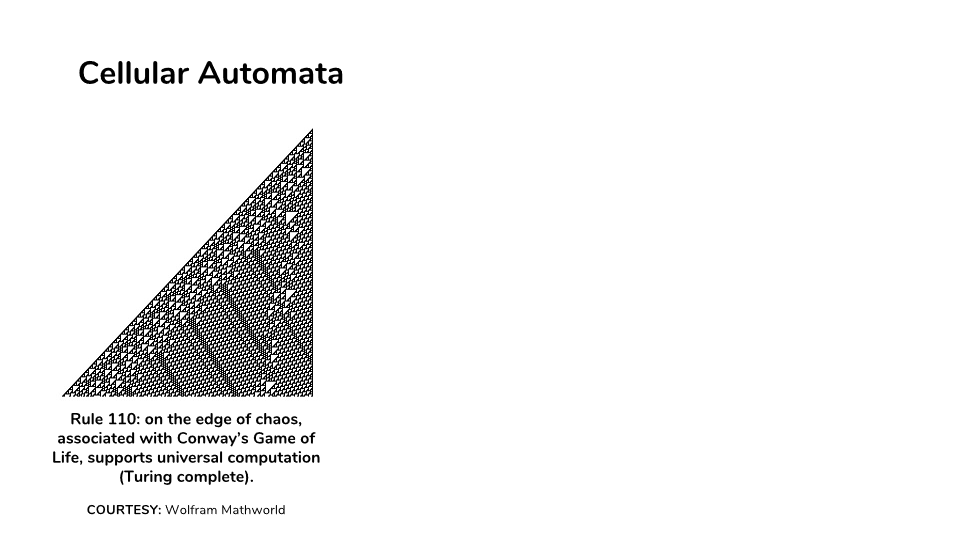 Cellular Automata
Rule 110: on the edge of chaos,
associated with Conway’s Game of
Life, supports universal computation
(Turing complete).
COURTESY: Wolfram Mathworld